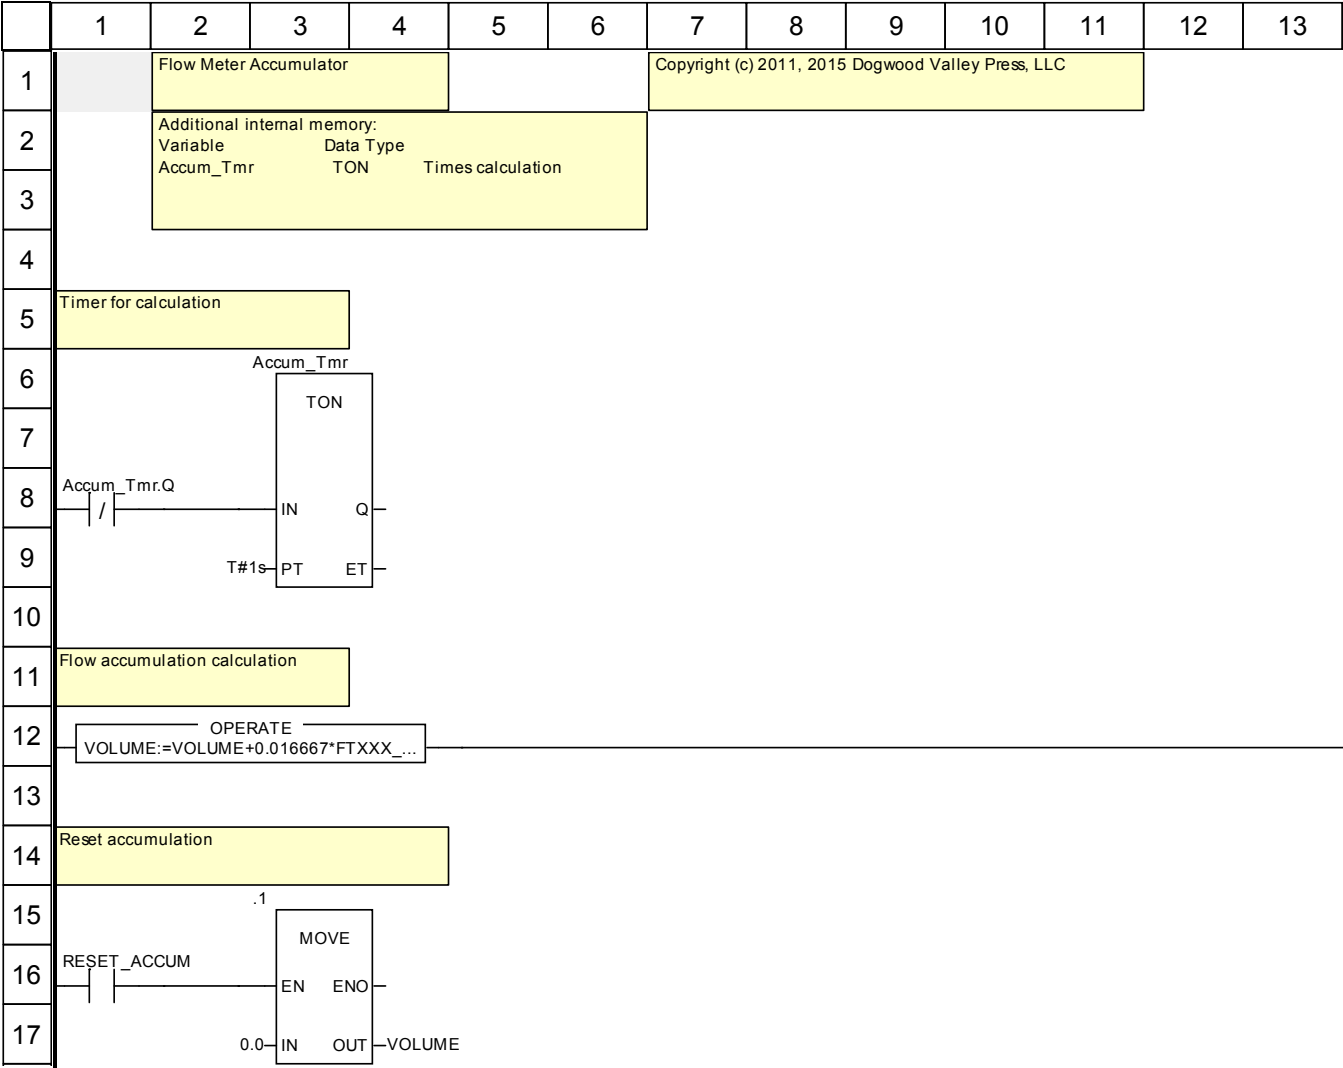 1 2 3 4 5 6 7 8 9 10 11 12 13
1
Flow Meter Accumulator
Copyright (c) 2011, 2015 Dogwood Valley Press, LLC
2
Additional internal memory:
Variable Data Type
Accum_Tmr TON Times calculation
3
4
5
Timer for calculation
6
Accum_Tmr
TON
7
8
Accum_Tmr.Q
/
IN Q
9
T#1s PT ET
10
11
Flow accumulation calculation
12
OPERATE
VOLUME:=VOLUME+0.016667*FTXXX_...
13
14
Reset accumulation
15
.1
MOVE
16
RESET_ACCUM
EN ENO
17
0.0 IN OUT VOLUME